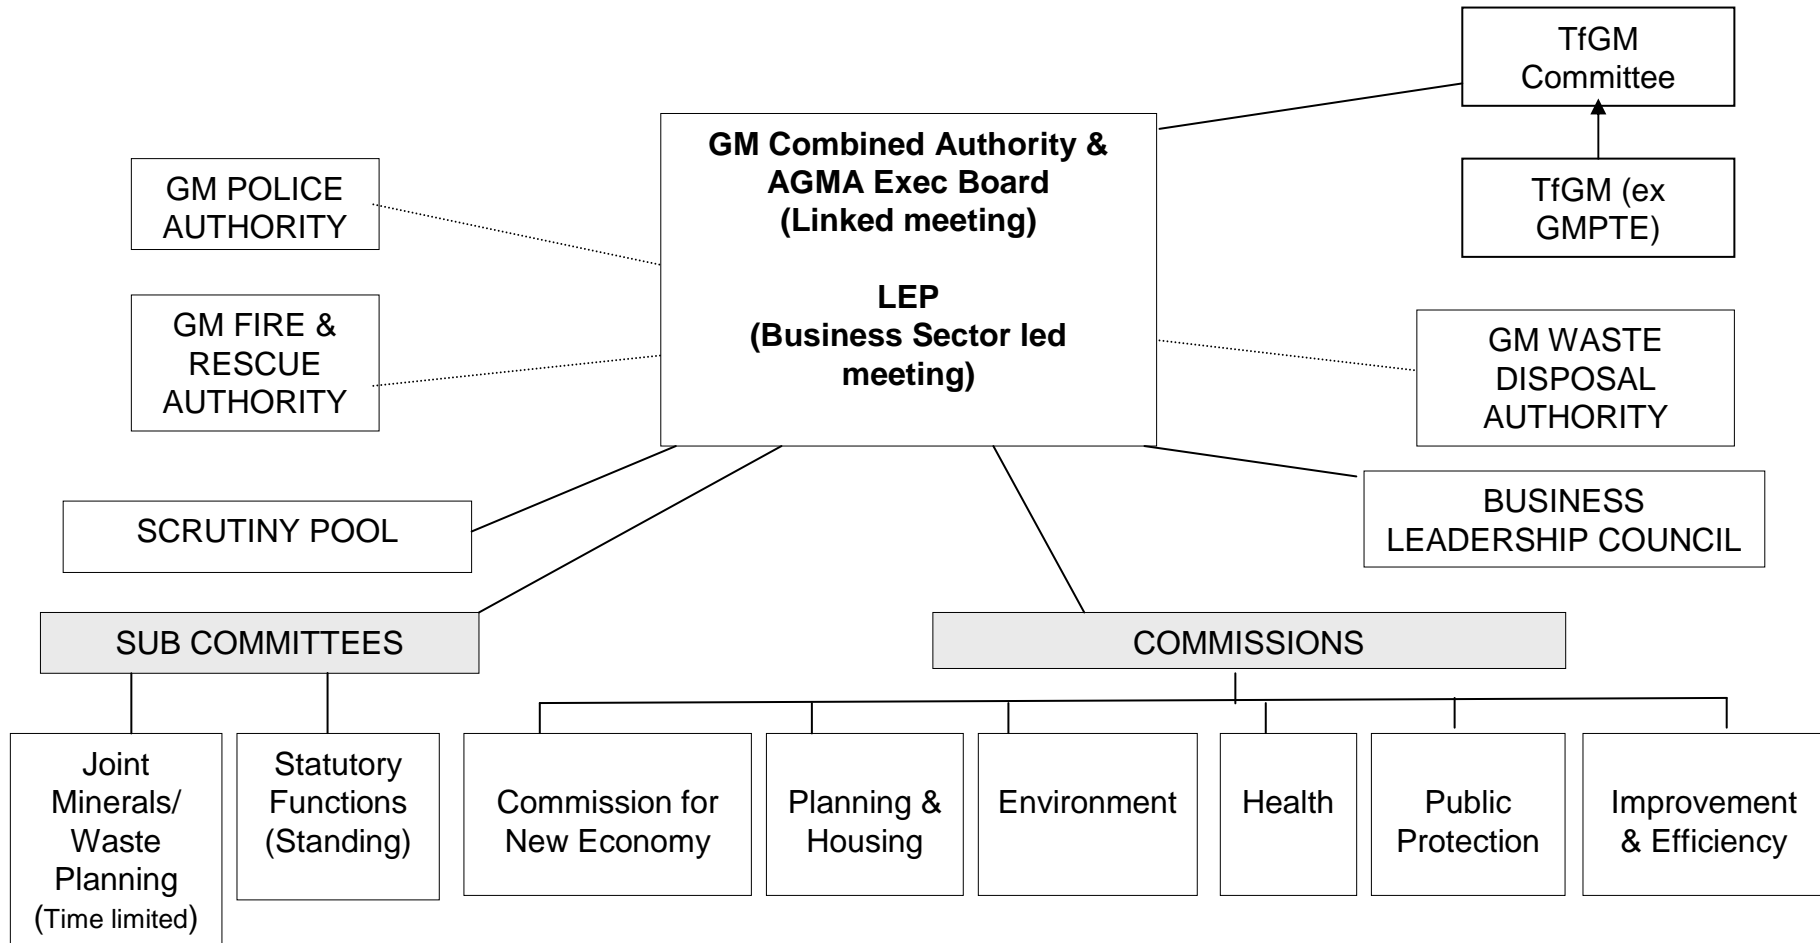 TfGM
Committee
GM Combined Authority &
AGMA Exec Board
(Linked meeting)
LEP
(Business Sector led
meeting)
GM POLICE
AUTHORITY
TfGM (ex
GMPTE)
GM FIRE &
RESCUE
AUTHORITY
GM WASTE
DISPOSAL
AUTHORITY
SCRUTINY POOL
BUSINESS
LEADERSHIP COUNCIL
SUB COMMITTEES
COMMISSIONS
Joint
Minerals/
Waste
Planning
(Time limited)
Statutory
Functions
(Standing)
Commission for
New Economy
Planning &
Housing
Environment
Health
Public
Protection
Improvement
& Efficiency